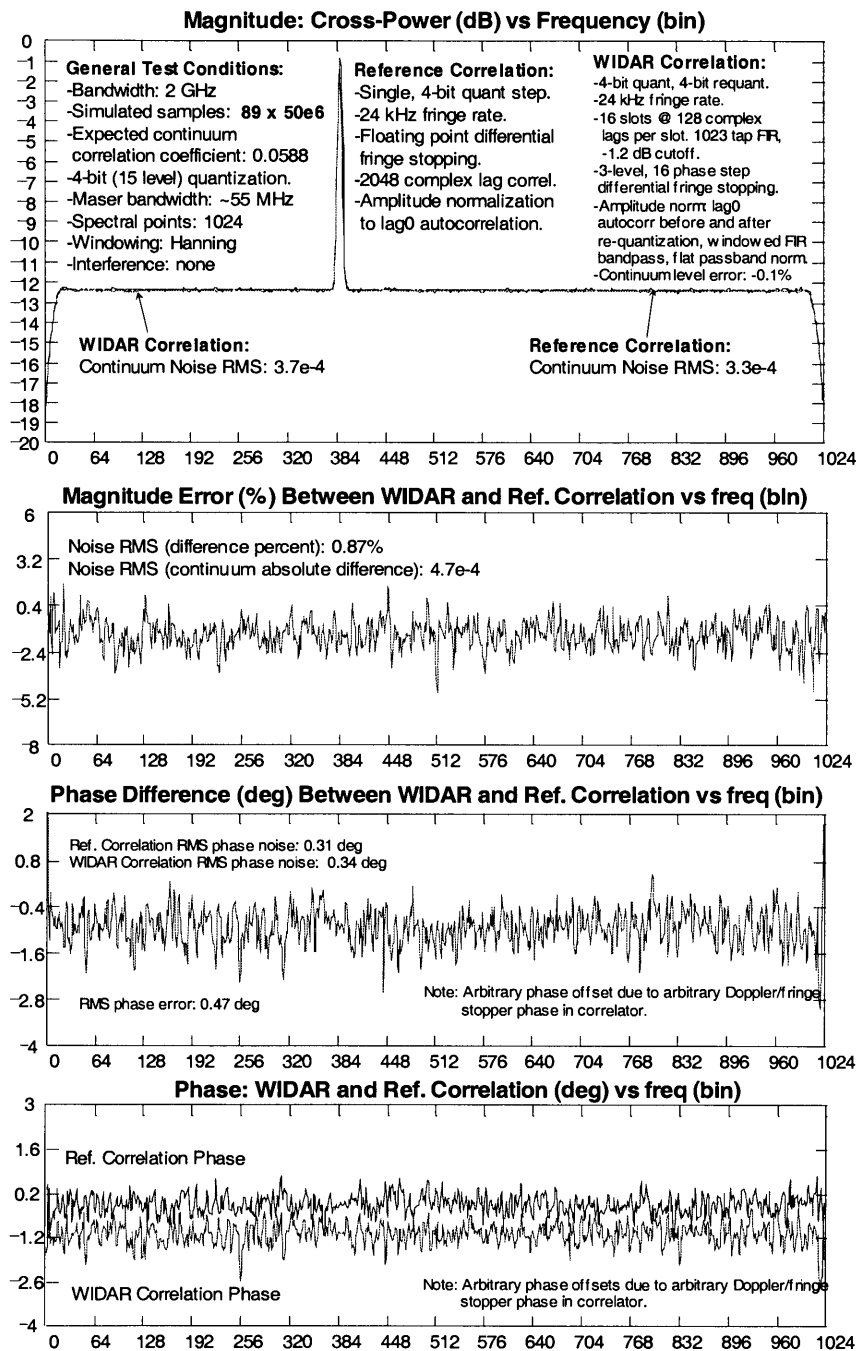 Magnitude: Cross-Power (dB) vs Frequency (bin)
0
-1
-2
-3
-4
-5
-6
-7
-8
-9
-10
-11
-12
-13
-14
-15
-16
-17
-18
-19
-20
General Test Conditions:
-Bandwidth: 2 GHz
-Simulated samples: 89 x 50e6
-Expected continuum
correlation coefficient: 0.0588
-4-bit (15 level) quantization.
-Maser bandwidth: ~55 MHz
-Spectral points: 1024
-Windowing: Hanning
-Interference: none
Reference Correlation:
-Single, 4-bit quant step.
-24 kHz fringe rate.
-Floating point differential
fringe stopping.
-2048 complex lag correl.
-Amplitude normalization
to lag0 autocorrelation.
WIDAR Correlation:
-4-bit quant, 4-bit requant.
-24 kHz fringe rate.
-16 slots @ 128 complex
lags per slot. 1023 tap FIR,
-1.2 dB cutoff.
-3-level, 16 phase step
differential fringe stopping.
-Amplitude norm: lag0
autocorr before and after
re-quantization, windowed FIR
bandpass, flat passband norm.
-Continuum level error: -0.1%
WIDAR Correlation:
Continuum Noise RMS: 3.7e-4
Reference Correlation:
Continuum Noise RMS: 3.3e-4
0 64 128 192 256 320 384 448 512 576 640 704 768 832 896 960 1024
Magnitude Error (%) Between WIDAR and Ref. Correlation vs freq (bin)
6
3.2
0.4
-2.4
-5.2
-8
Noise RMS (difference percent): 0.87%
Noise RMS (continuum absolute difference): 4.7e-4
0 64 128 192 256 320 384 448 512 576 640 704 768 832 896 960 1024
Phase Difference (deg) Between WIDAR and Ref. Correlation vs freq (bin)
2
0.8
-0.4
-1.6
-2.8
-4
Ref. Correlation RMS phase noise: 0.31 deg
WIDAR Correlation RMS phase noise: 0.34 deg
RMS phase error: 0.47 deg
Note: Arbitrary phase offset due to arbitrary Doppler/fringe
stopper phase in correlator.
0 64 128 192 256 320 384 448 512 576 640 704 768 832 896 960 1024
Phase: WIDAR and Ref. Correlation (deg) vs freq (bin)
3
1.6
0.2
-1.2
-2.6
-4
Ref. Correlation Phase
WIDAR Correlation Phase
Note: Arbitrary phase offsets due to arbitrary Doppler/fringe
stopper phase in correlator.
0 64 128 192 256 320 384 448 512 576 640 704 768 832 896 960 1024